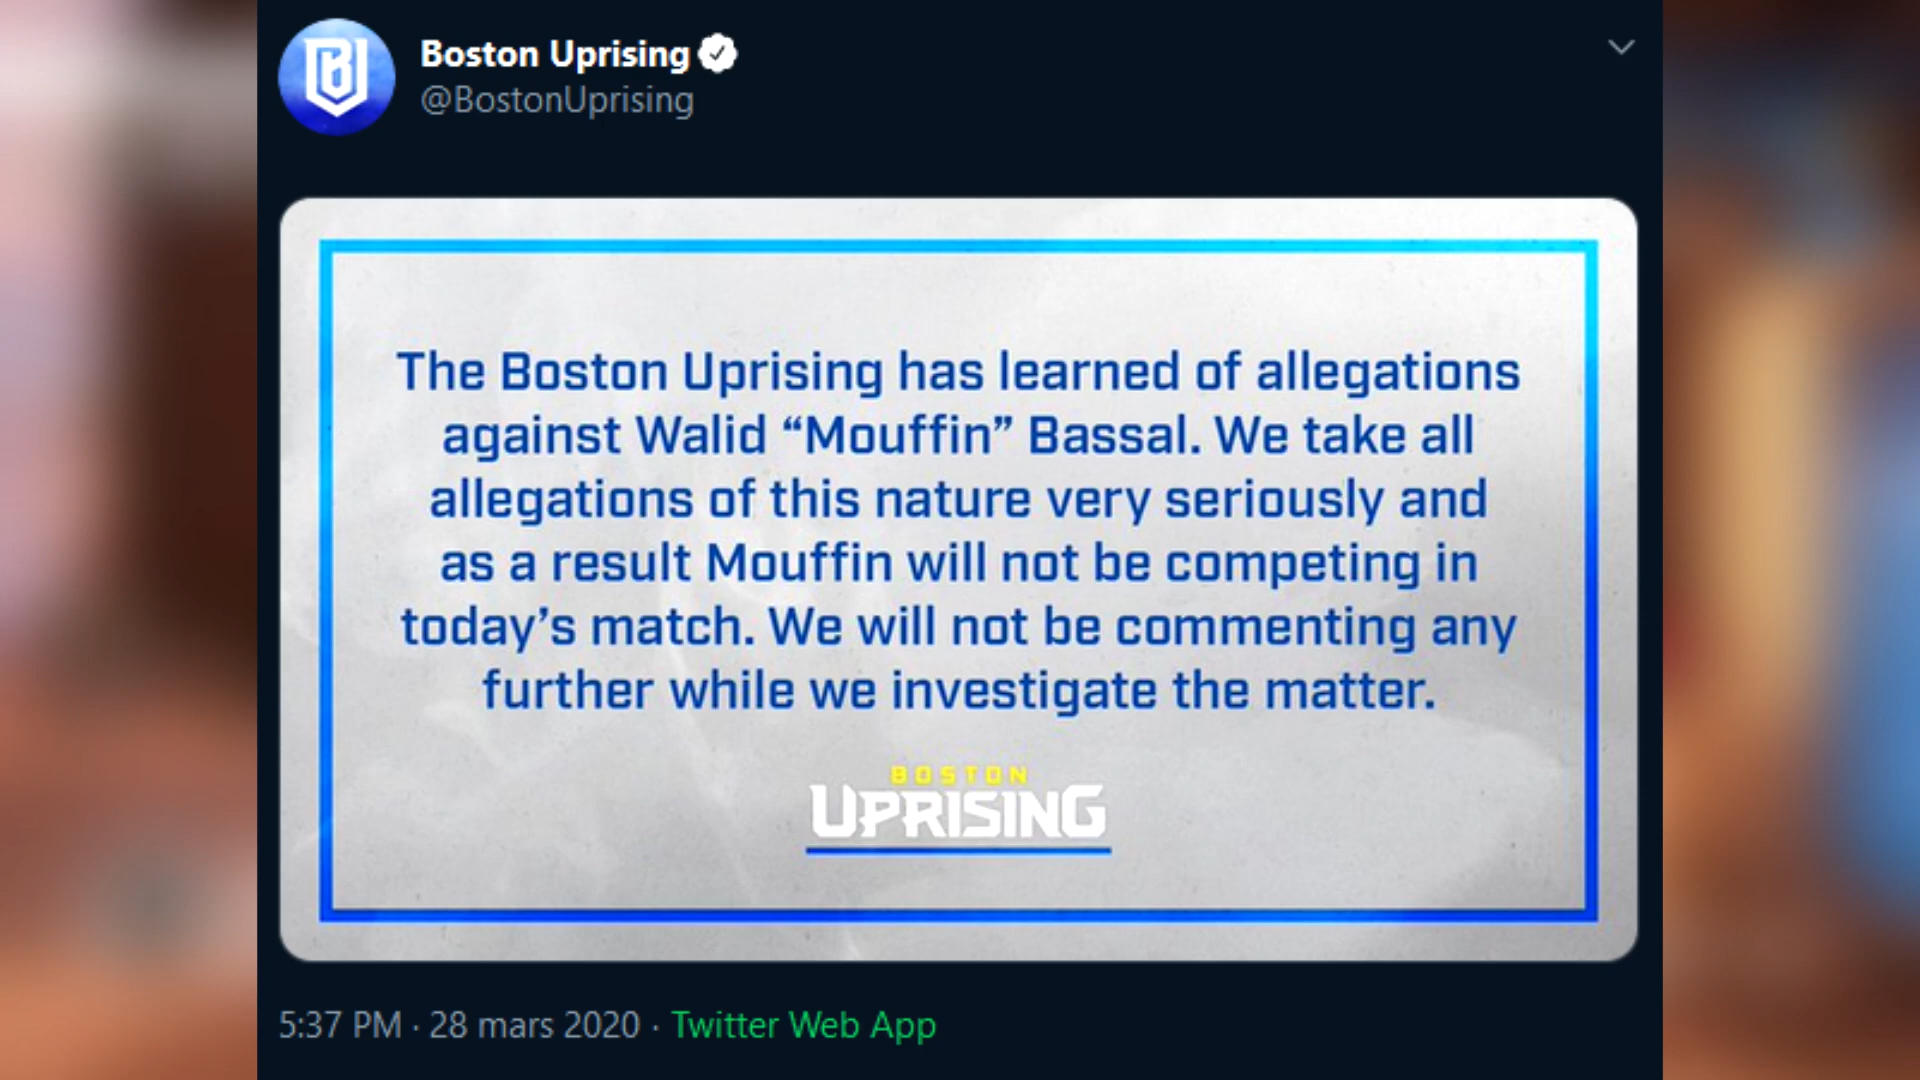 Boston Uprising
@BostonUprising
The Boston Uprising has learned of allegations
against Walid “Mouffin” Bassal. We take all
allegations of this nature very seriously and
as a result Mouffin will not be competing in
today’s match. We will not be commenting any
further while we investigate the matter.
BOSTON
UPRISING
5:37 PM · 28 mars 2020 · Twitter Web App